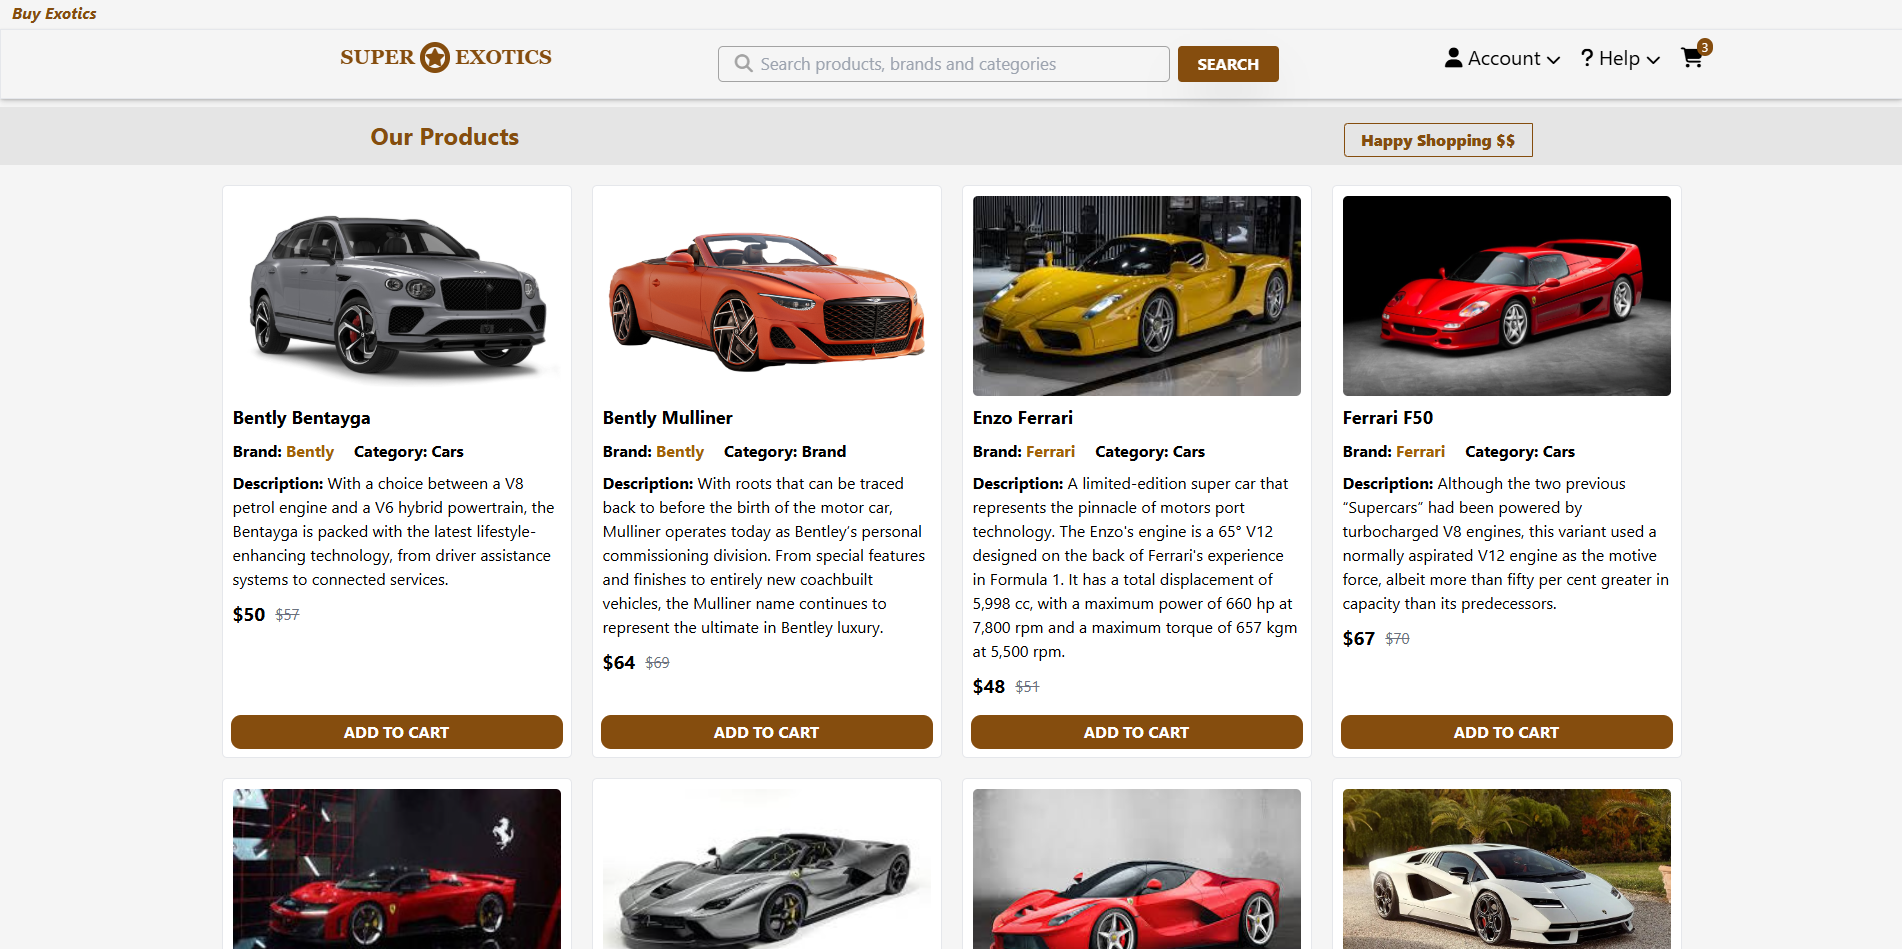 Buy Exotics
SUPER EXOTICS
Search products, brands and categories
SEARCH
Account
? Help
3
Our Products
Happy Shopping $$
Bently Bentayga
Brand: Bently Category: Cars
Description: With a choice between a V8
petrol engine and a V6 hybrid powertrain, the
Bentayga is packed with the latest lifestyle-
enhancing technology, from driver assistance
systems to connected services.
$50 $57
ADD TO CART
Bently Mulliner
Brand: Bently Category: Brand
Description: With roots that can be traced
back to before the birth of the motor car,
Mulliner operates today as Bentley’s personal
commissioning division. From special features
and finishes to entirely new coachbuilt
vehicles, the Mulliner name continues to
represent the ultimate in Bentley luxury.
$64 $69
ADD TO CART
Enzo Ferrari
Brand: Ferrari Category: Cars
Description: A limited-edition super car that
represents the pinnacle of motors port
technology. The Enzo's engine is a 65° V12
designed on the back of Ferrari's experience
in Formula 1. It has a total displacement of
5,998 cc, with a maximum power of 660 hp at
7,800 rpm and a maximum torque of 657 kgm
at 5,500 rpm.
$48 $51
ADD TO CART
Ferrari F50
Brand: Ferrari Category: Cars
Description: Although the two previous
“Supercars” had been powered by
turbocharged V8 engines, this variant used a
normally aspirated V12 engine as the motive
force, albeit more than fifty per cent greater in
capacity than its predecessors.
$67 $70
ADD TO CART